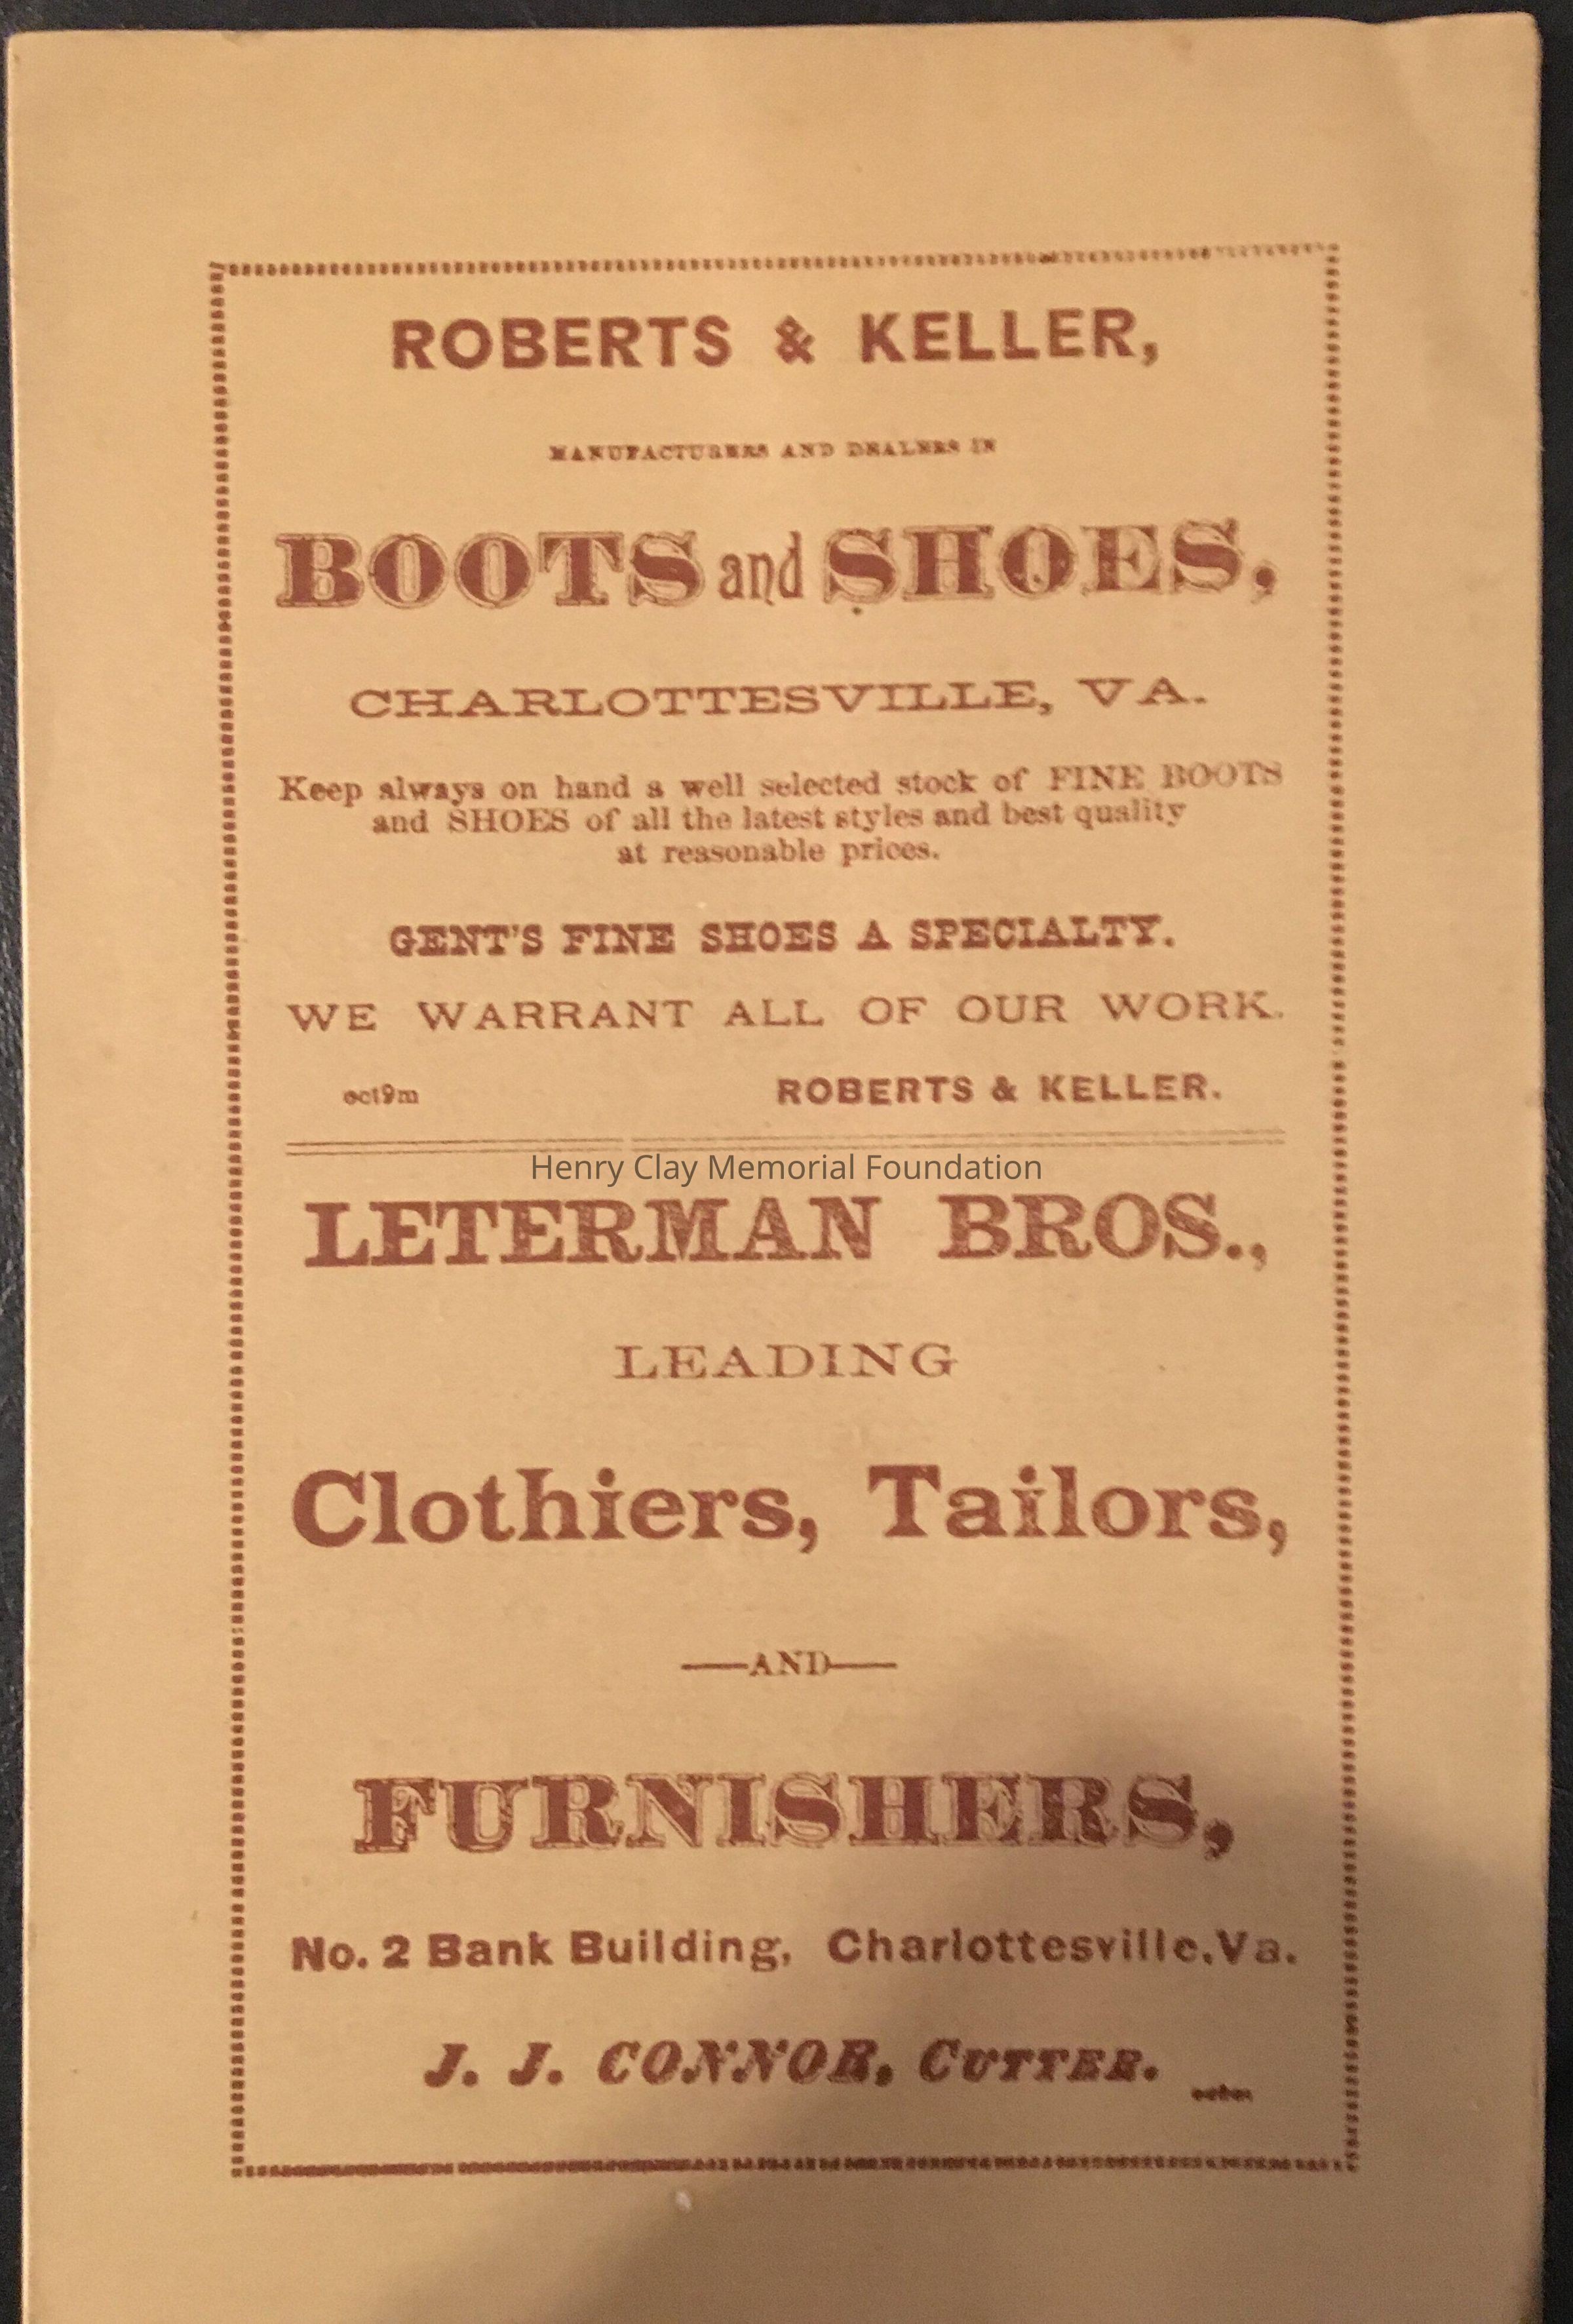 ROBERTS & KELLER,
MANUFACTURERS AND DEALERS IN
BOOTS and SHOES,
CHARLOTTESVILLE, VA.
Keep always on hand a well selected stock of FINE BOOTS
and SHOES of all the latest styles and best quality
at reasonable prices.
GENT'S FINE SHOES A SPECIALTY.
WE WARRANT ALL OF OUR WORK.
oct9m ROBERTS & KELLER.
Henry Clay Memorial Foundation
LETERMAN BROS.,
LEADING
Clothiers, Tailors,
—AND—
FURNISHERS,
No. 2 Bank Building, Charlottesville, Va.
J. J. CONNOR, CUTTER.